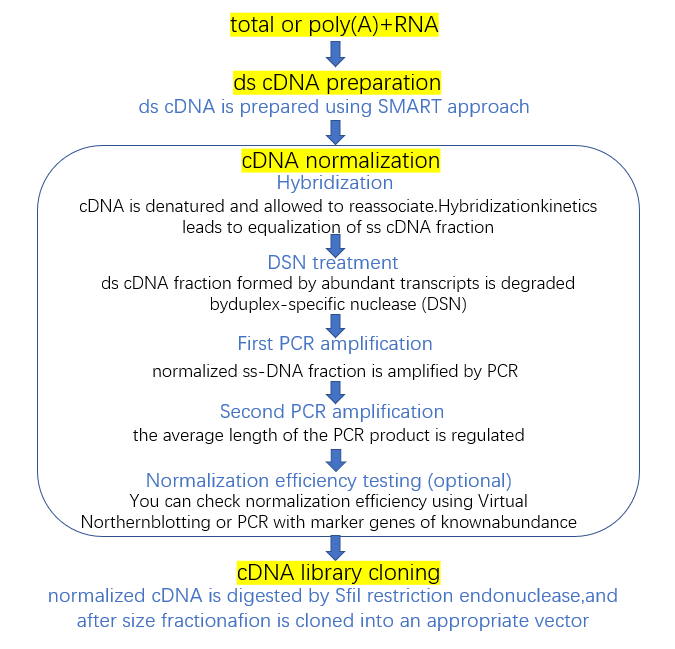 total or poly(A)+RNA
ds cDNA preparation
ds cDNA is prepared using SMART approach
cDNA normalization
Hybridization
cDNA is denatured and allowed to reassociate.Hybridizationkinetics
leads to equalization of ss cDNA fraction
DSN treatment
ds cDNA fraction formed by abundant transcripts is degraded
byduplex-specific nuclease (DSN)
First PCR amplification
normalized ss-DNA fraction is amplified by PCR
Second PCR amplification
the average length of the PCR product is regulated
Normalization efficiency testing (optional)
You can check normalization efficiency using Virtual
Northernblotting or PCR with marker genes of knownabundance
cDNA library cloning
normalized cDNA is digested by Sfil restriction endonuclease,and
after size fractionafion is cloned into an appropriate vector